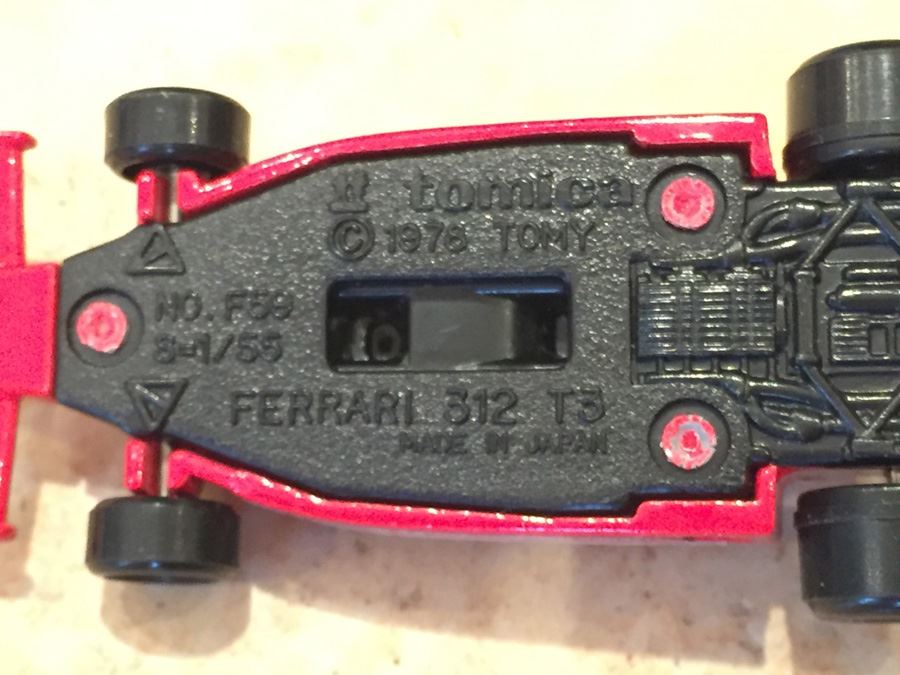 tomica
© 1978 TOMY
NO. F59
S=1/55
FERRARI 312 T3
MADE IN JAPAN